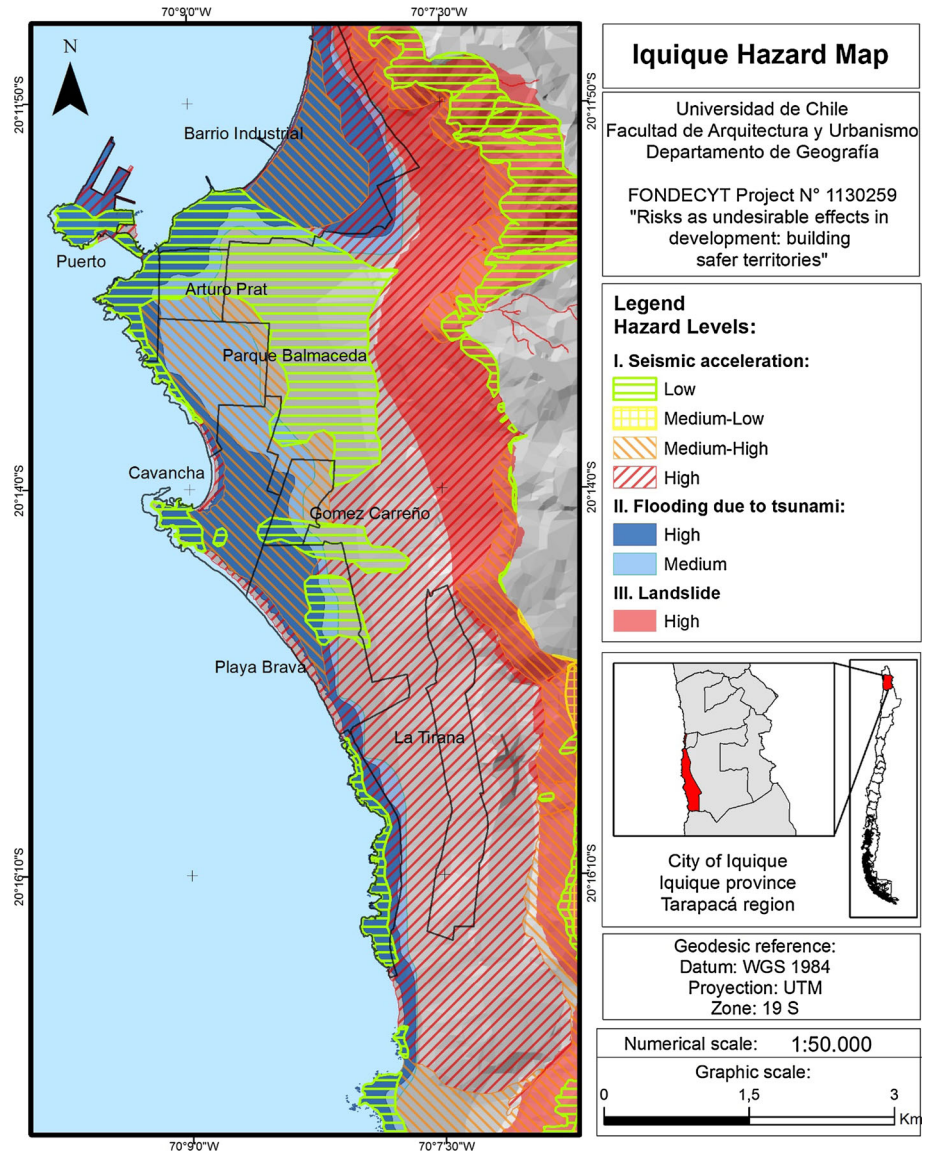 70°9'0"W
70°7'30"W
N
20°11'50"S
20°11'50"S
Barrio Industrial
Puerto
Arturo Prat
Parque Balmaceda
Cavancha
20°14'0"S
20°14'0"S
Gomez Carreño
Playa Brava
La Tirana
20°16'10"S
20°16'10"S
70°9'0"W
70°7'30"W
Iquique Hazard Map
Universidad de Chile
Facultad de Arquitectura y Urbanismo
Departamento de Geografía
FONDECYT Project N° 1130259
"Risks as undesirable effects in
development: building
safer territories"
Legend
Hazard Levels:
I. Seismic acceleration:
Low
Medium-Low
Medium-High
High
II. Flooding due to tsunami:
High
Medium
III. Landslide
High
City of Iquique
Iquique province
Tarapacá region
Geodesic reference:
Datum: WGS 1984
Proyection: UTM
Zone: 19 S
Numerical scale: 1:50.000
Graphic scale:
0 1,5 3
Km